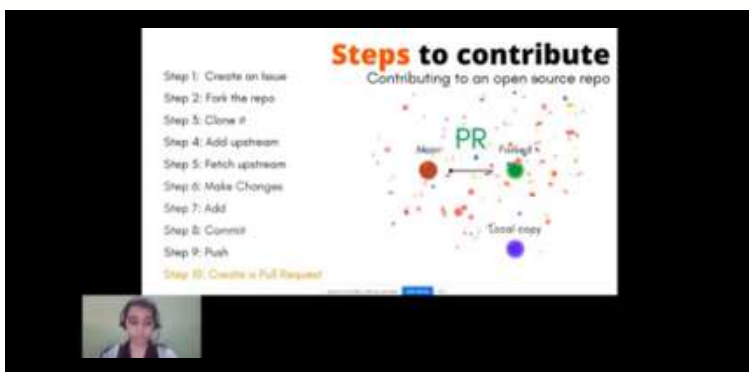 Steps to contribute
Contributing to an open source repo
Step 1: Create an Issue
Step 2: Fork the repo
Step 3: Clone it
Step 4: Add upstream
Step 5: Fetch upstream
Step 6: Make Changes
Step 7: Add
Step 8: Commit
Step 9: Push
Step 10: Create a Pull Request
PR
Main
Forked
Local copy